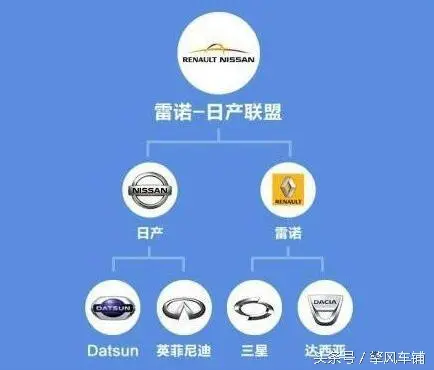 RENAULT NISSAN
雷诺-日产联盟
NISSAN
RENAULT
日产
雷诺
DATSUN
DACIA
Datsun
英菲尼迪
三星
达西亚
头条号 / 擎风车铺